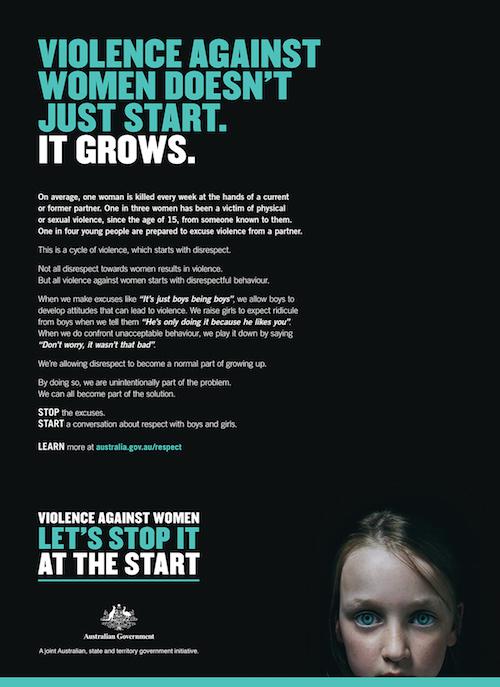 VIOLENCE AGAINST
WOMEN DOESN'T
JUST START.
IT GROWS.
On average, one woman is killed every week at the hands of a current
or former partner. One in three women has been a victim of physical
or sexual violence, since the age of 15, from someone known to them.
One in four young people are prepared to excuse violence from a partner.
This is a cycle of violence, which starts with disrespect.
Not all disrespect towards women results in violence.
But all violence against women starts with disrespectful behaviour.
When we make excuses like “It's just boys being boys”, we allow boys to
develop attitudes that can lead to violence. We raise girls to expect ridicule
from boys when we tell them “He's only doing it because he likes you”.
When we do confront unacceptable behaviour, we play it down by saying
“Don't worry, it wasn't that bad”.
We're allowing disrespect to become a normal part of growing up.
By doing so, we are unintentionally part of the problem.
We can all become part of the solution.
STOP the excuses.
START a conversation about respect with boys and girls.
LEARN more at australia.gov.au/respect
VIOLENCE AGAINST WOMEN
LET'S STOP IT
AT THE START
Australian Government
A joint Australian, state and territory government initiative.